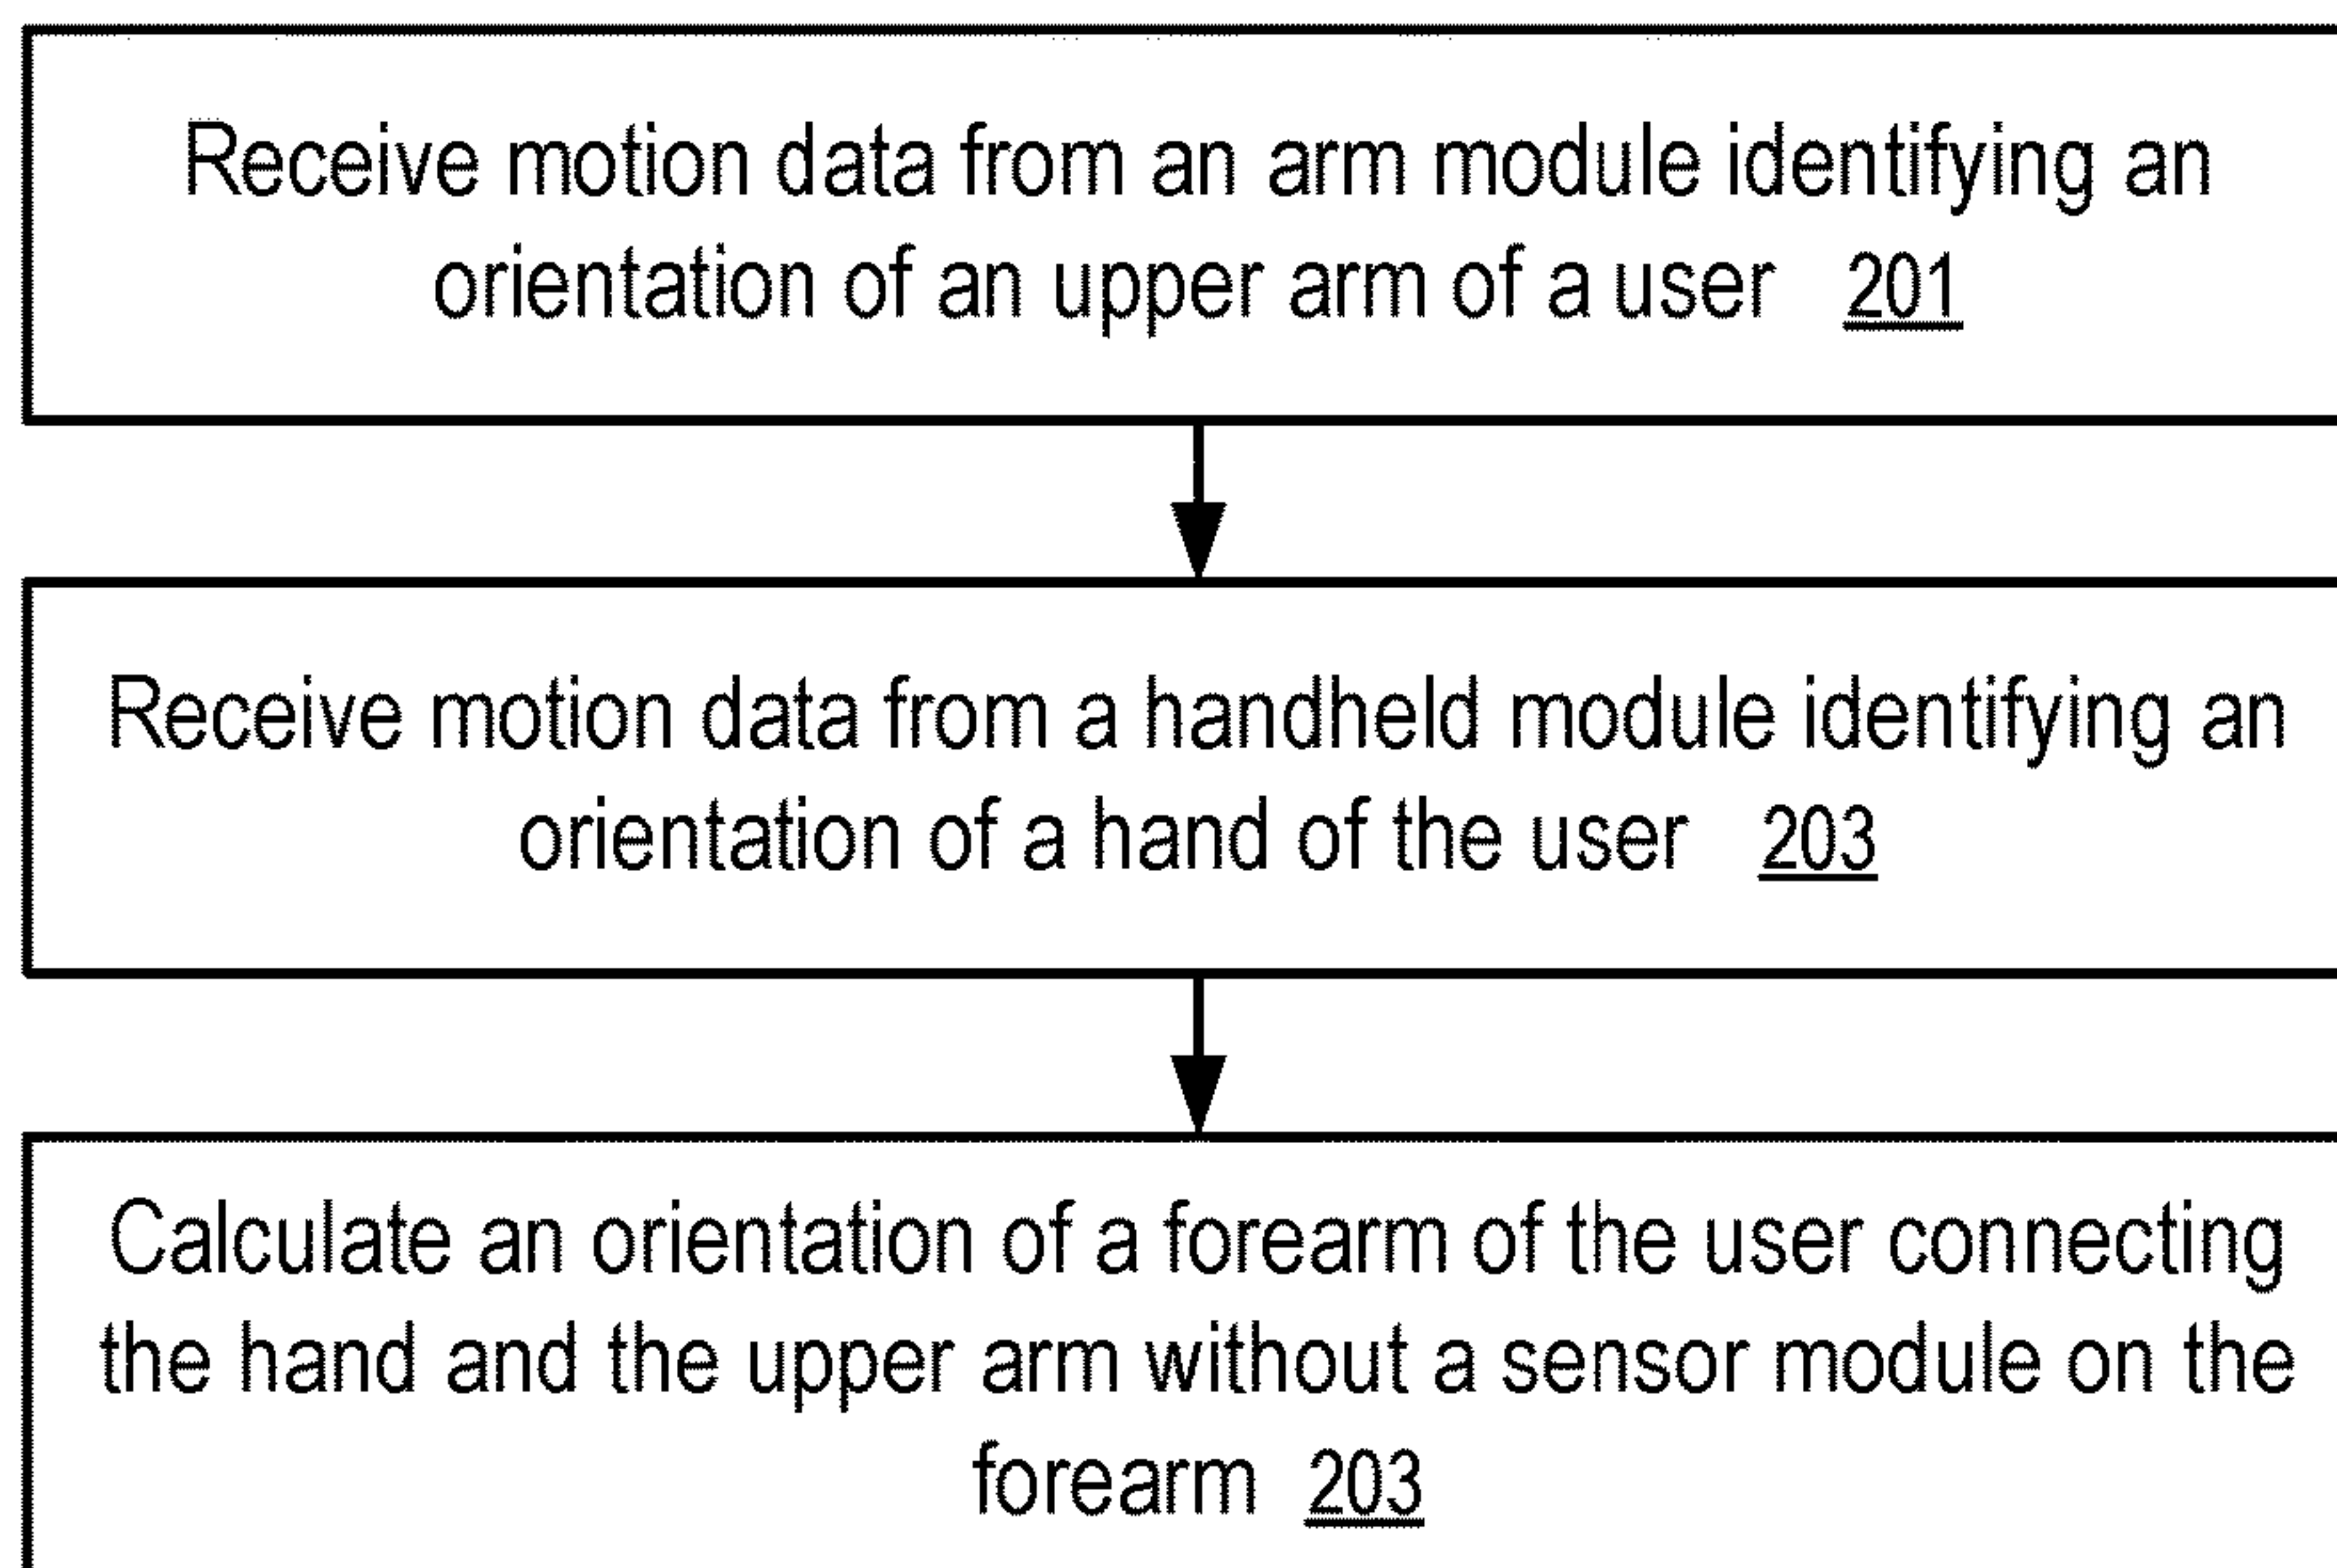 Receive motion data from an arm module identifying an
orientation of an upper arm of a user 201
Receive motion data from a handheld module identifying an
orientation of a hand of the user 203
Calculate an orientation of a forearm of the user connecting
the hand and the upper arm without a sensor module on the
forearm 203